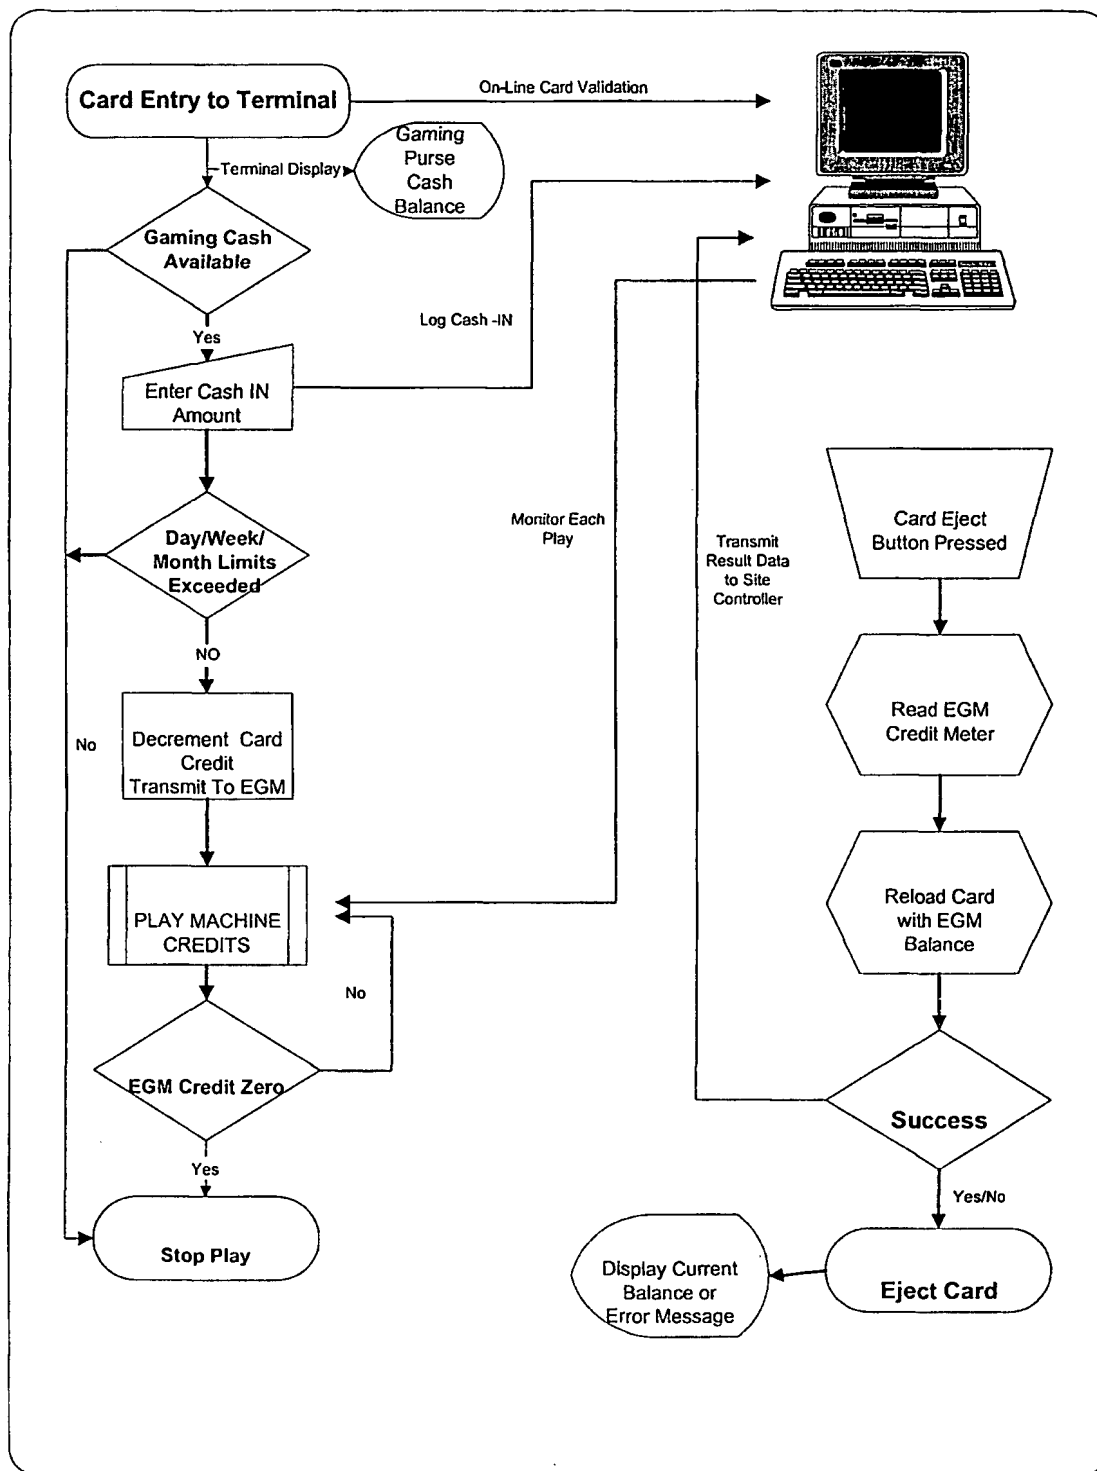 Card Entry to Terminal
On-Line Card Validation
Terminal Display
Gaming
Purse
Cash
Balance
Gaming Cash
Available
Yes
Log Cash -IN
Enter Cash IN
Amount
Day/Week/
Month Limits
Exceeded
NO
No
Decrement Card
Credit
Transmit To EGM
PLAY MACHINE
CREDITS
No
EGM Credit Zero
Yes
Stop Play
Monitor Each
Play
Transmit
Result Data
to Site
Controller
Card Eject
Button Pressed
Read EGM
Credit Meter
Reload Card
with EGM
Balance
Success
Yes/No
Eject Card
Display Current
Balance or
Error Message